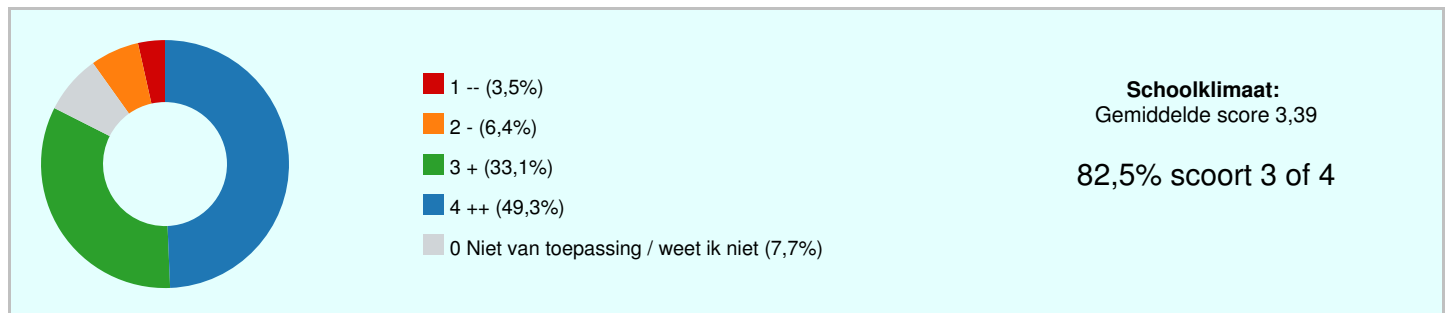 1 -- (3,5%)
2 - (6,4%)
3 + (33,1%)
4 ++ (49,3%)
0 Niet van toepassing / weet ik niet (7,7%)
Schoolklimaat:
Gemiddelde score 3,39
82,5% scoort 3 of 4